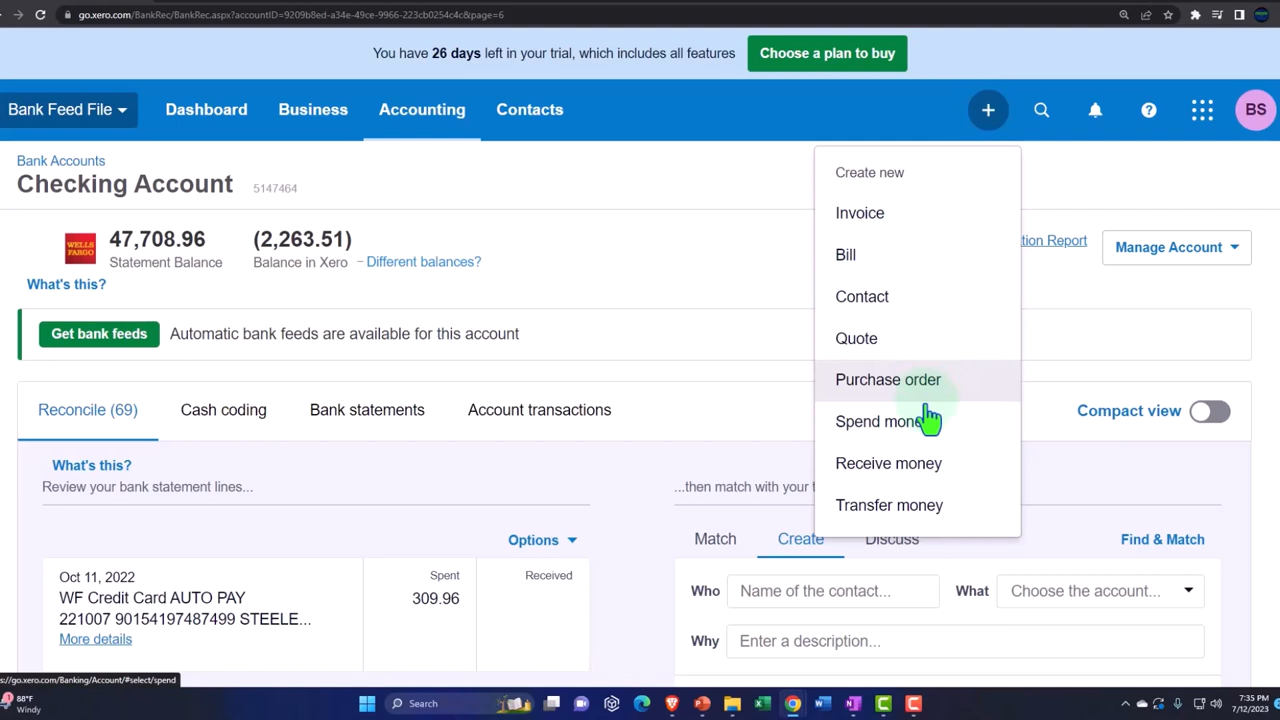 go.xero.com/BankRec/BankRec.aspx?accountID=9209b8ed-a34e-49ce-9966-223cb0254c4c&page=6
You have 26 days left in your trial, which includes all features
Choose a plan to buy
Bank Feed File
Dashboard
Business
Accounting
Contacts
BS
Bank Accounts
Checking Account
5147464
Create new
Invoice
Bill
Contact
Quote
Purchase order
Spend
Receive money
Transfer money
WELLS
FARGO
47,708.96
Statement Balance
(2,263.51)
Balance in Xero
Different balances?
What's this?
Report
Manage Account
Get bank feeds
Automatic bank feeds are available for this account
Reconcile (69)
Cash coding
Bank statements
Account transactions
Compact view
What's this?
Review your bank statement lines...
...then match with your
Options
Match
Create
Discuss
Find & Match
Oct 11, 2022
WF Credit Card AUTO PAY
221007 90154197487499 STEELE...
More details
Spent
309.96
Received
Who
Name of the contact...
What
Choose the account...
Why
Enter a description...
s://go.xero.com/Banking/Account/#select/spend
88°F
Windy
Search
7:35 PM
7/12/2023